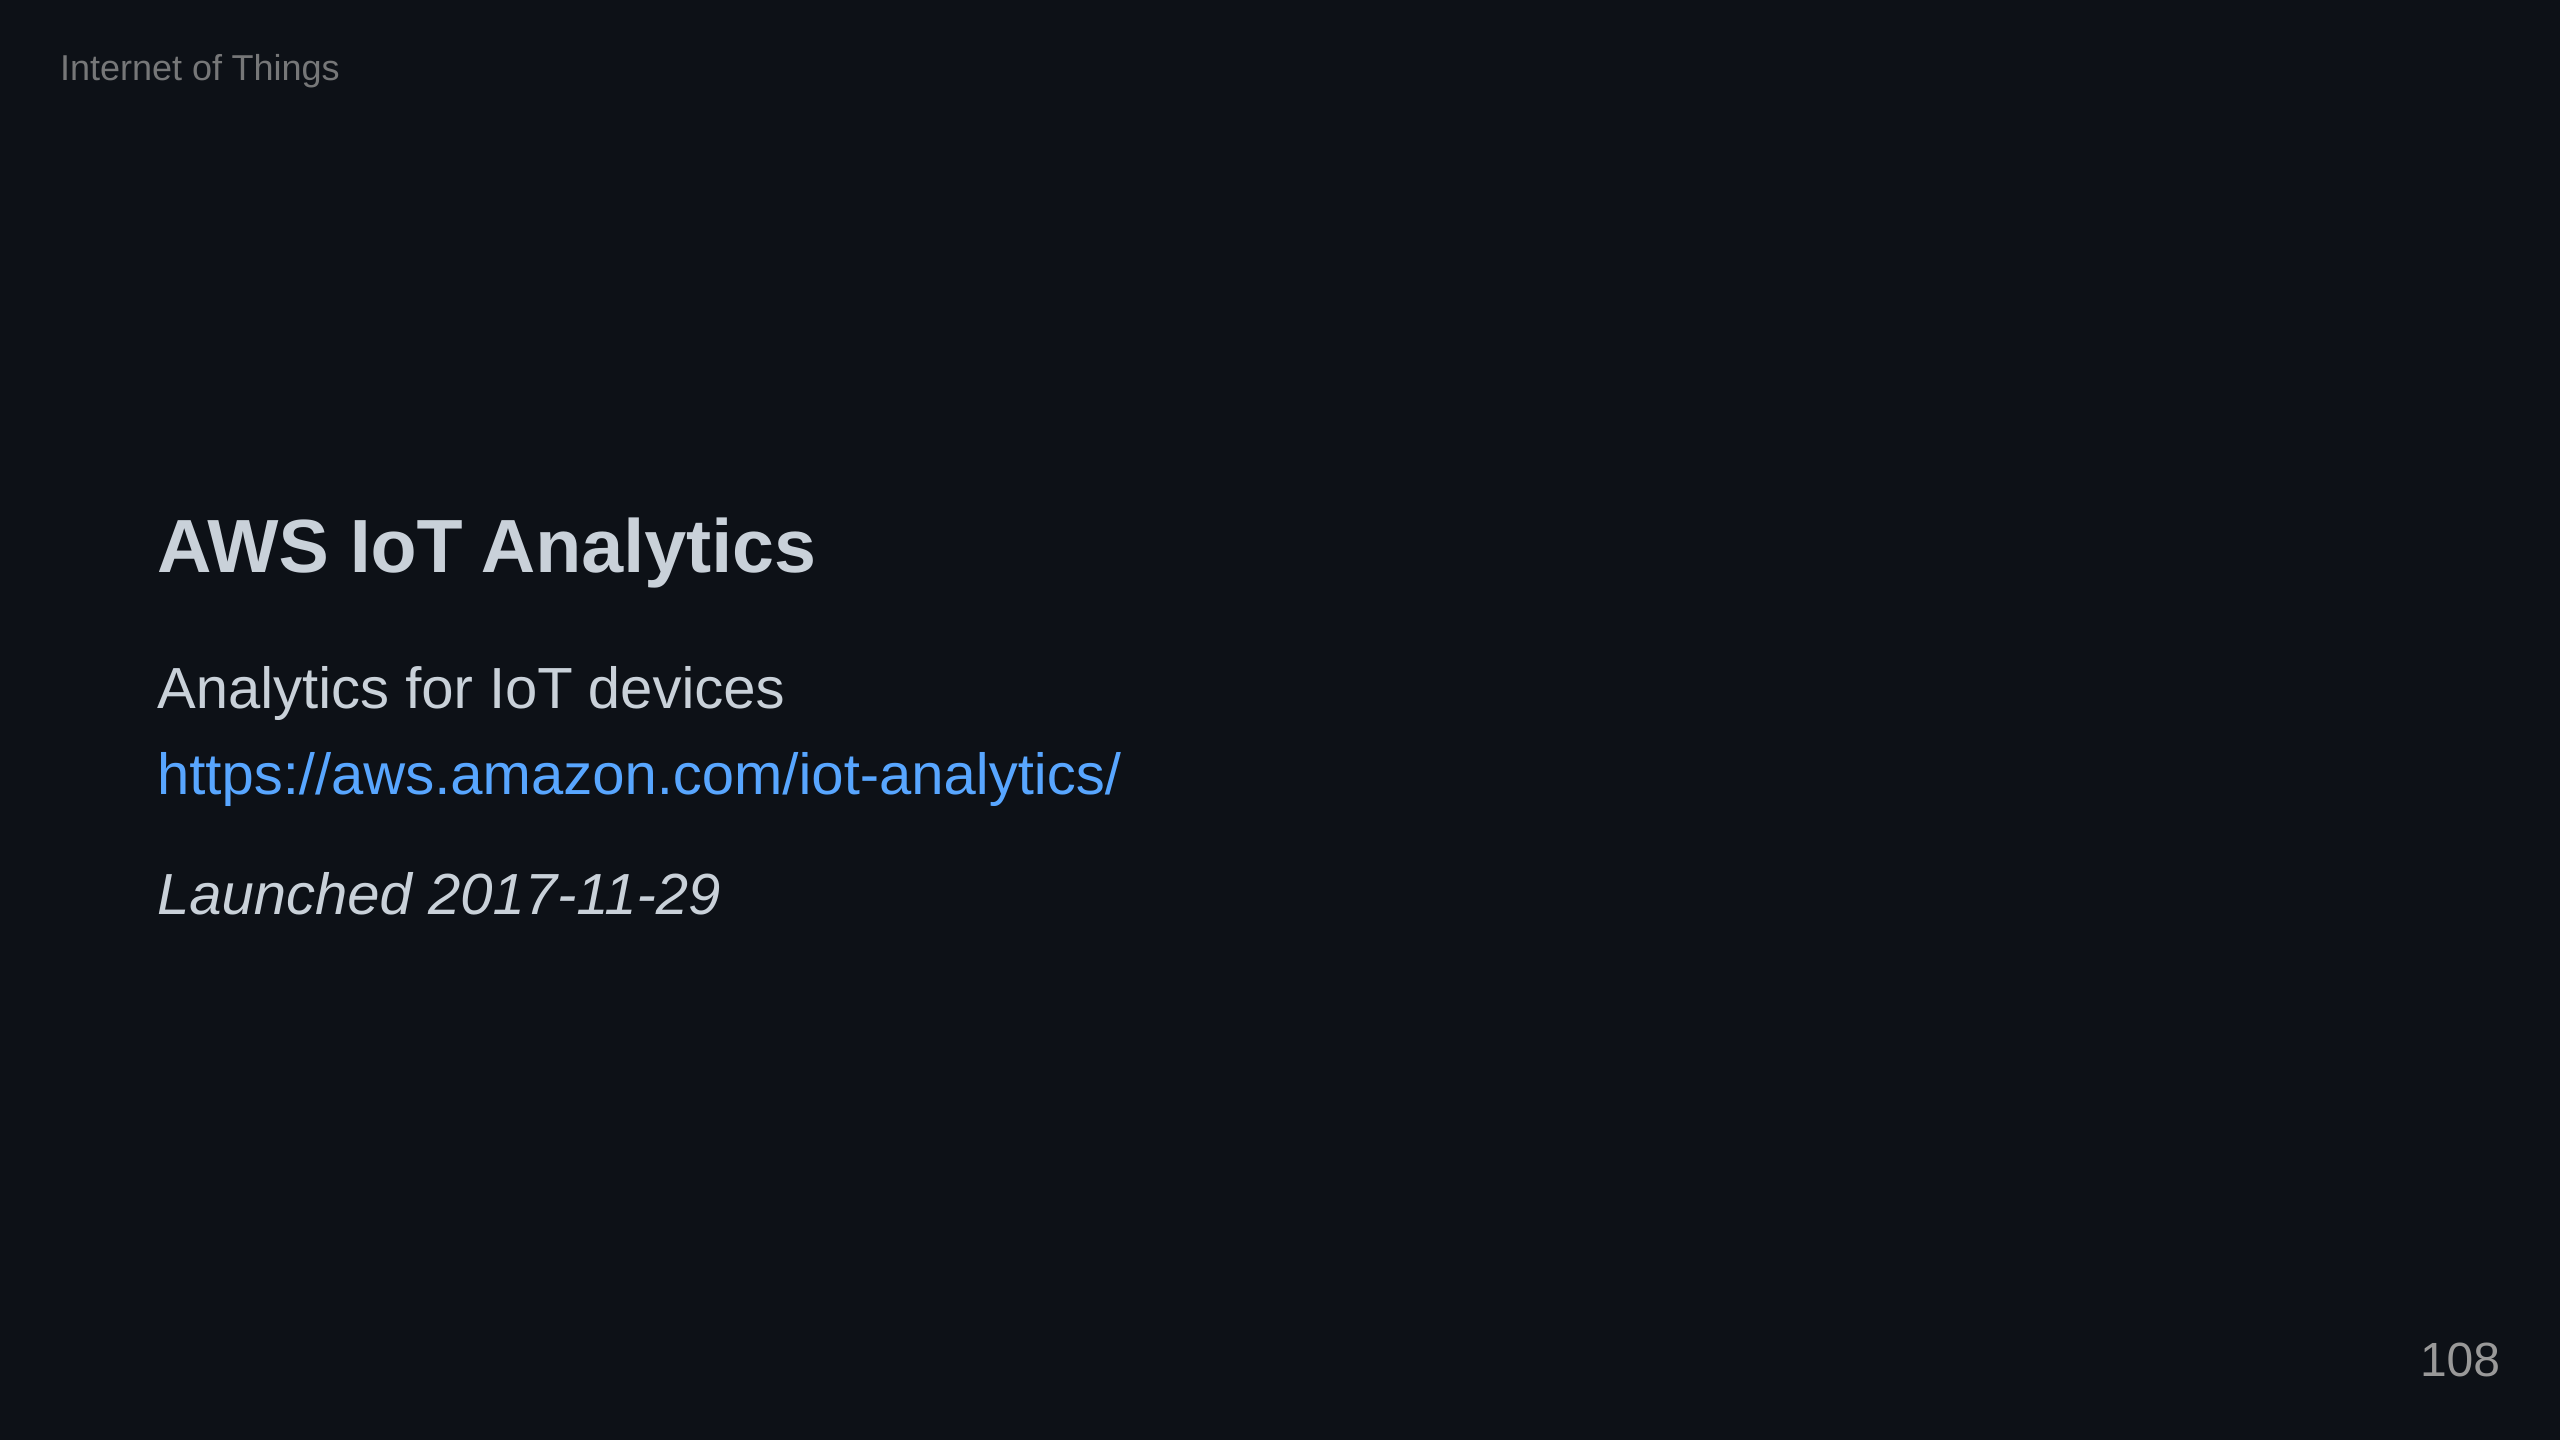 Internet of Things
AWS IoT Analytics
Analytics for IoT devices
https://aws.amazon.com/iot-analytics/
Launched 2017-11-29
108